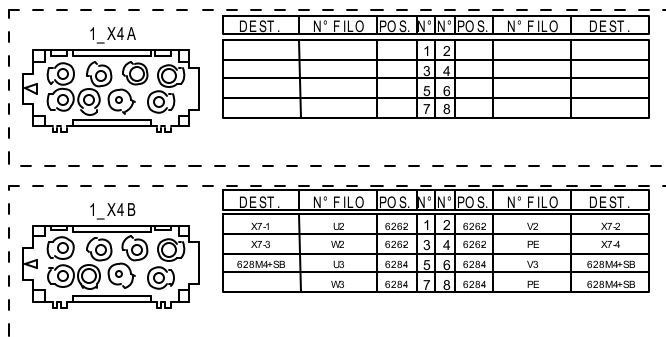 1_X4A
DEST. N° FILO POS. N° N° POS. N° FILO DEST.
1 2
3 4
5 6
7 8
1_X4B
DEST. N° FILO POS. N° N° POS. N° FILO DEST.
X7-1 U2 6262 1 2 6262 V2 X7-2
X7-3 W2 6262 3 4 6262 PE X7-4
628M4+SB U3 6284 5 6 6284 V3 628M4+SB
W3 6284 7 8 6284 PE 628M4+SB